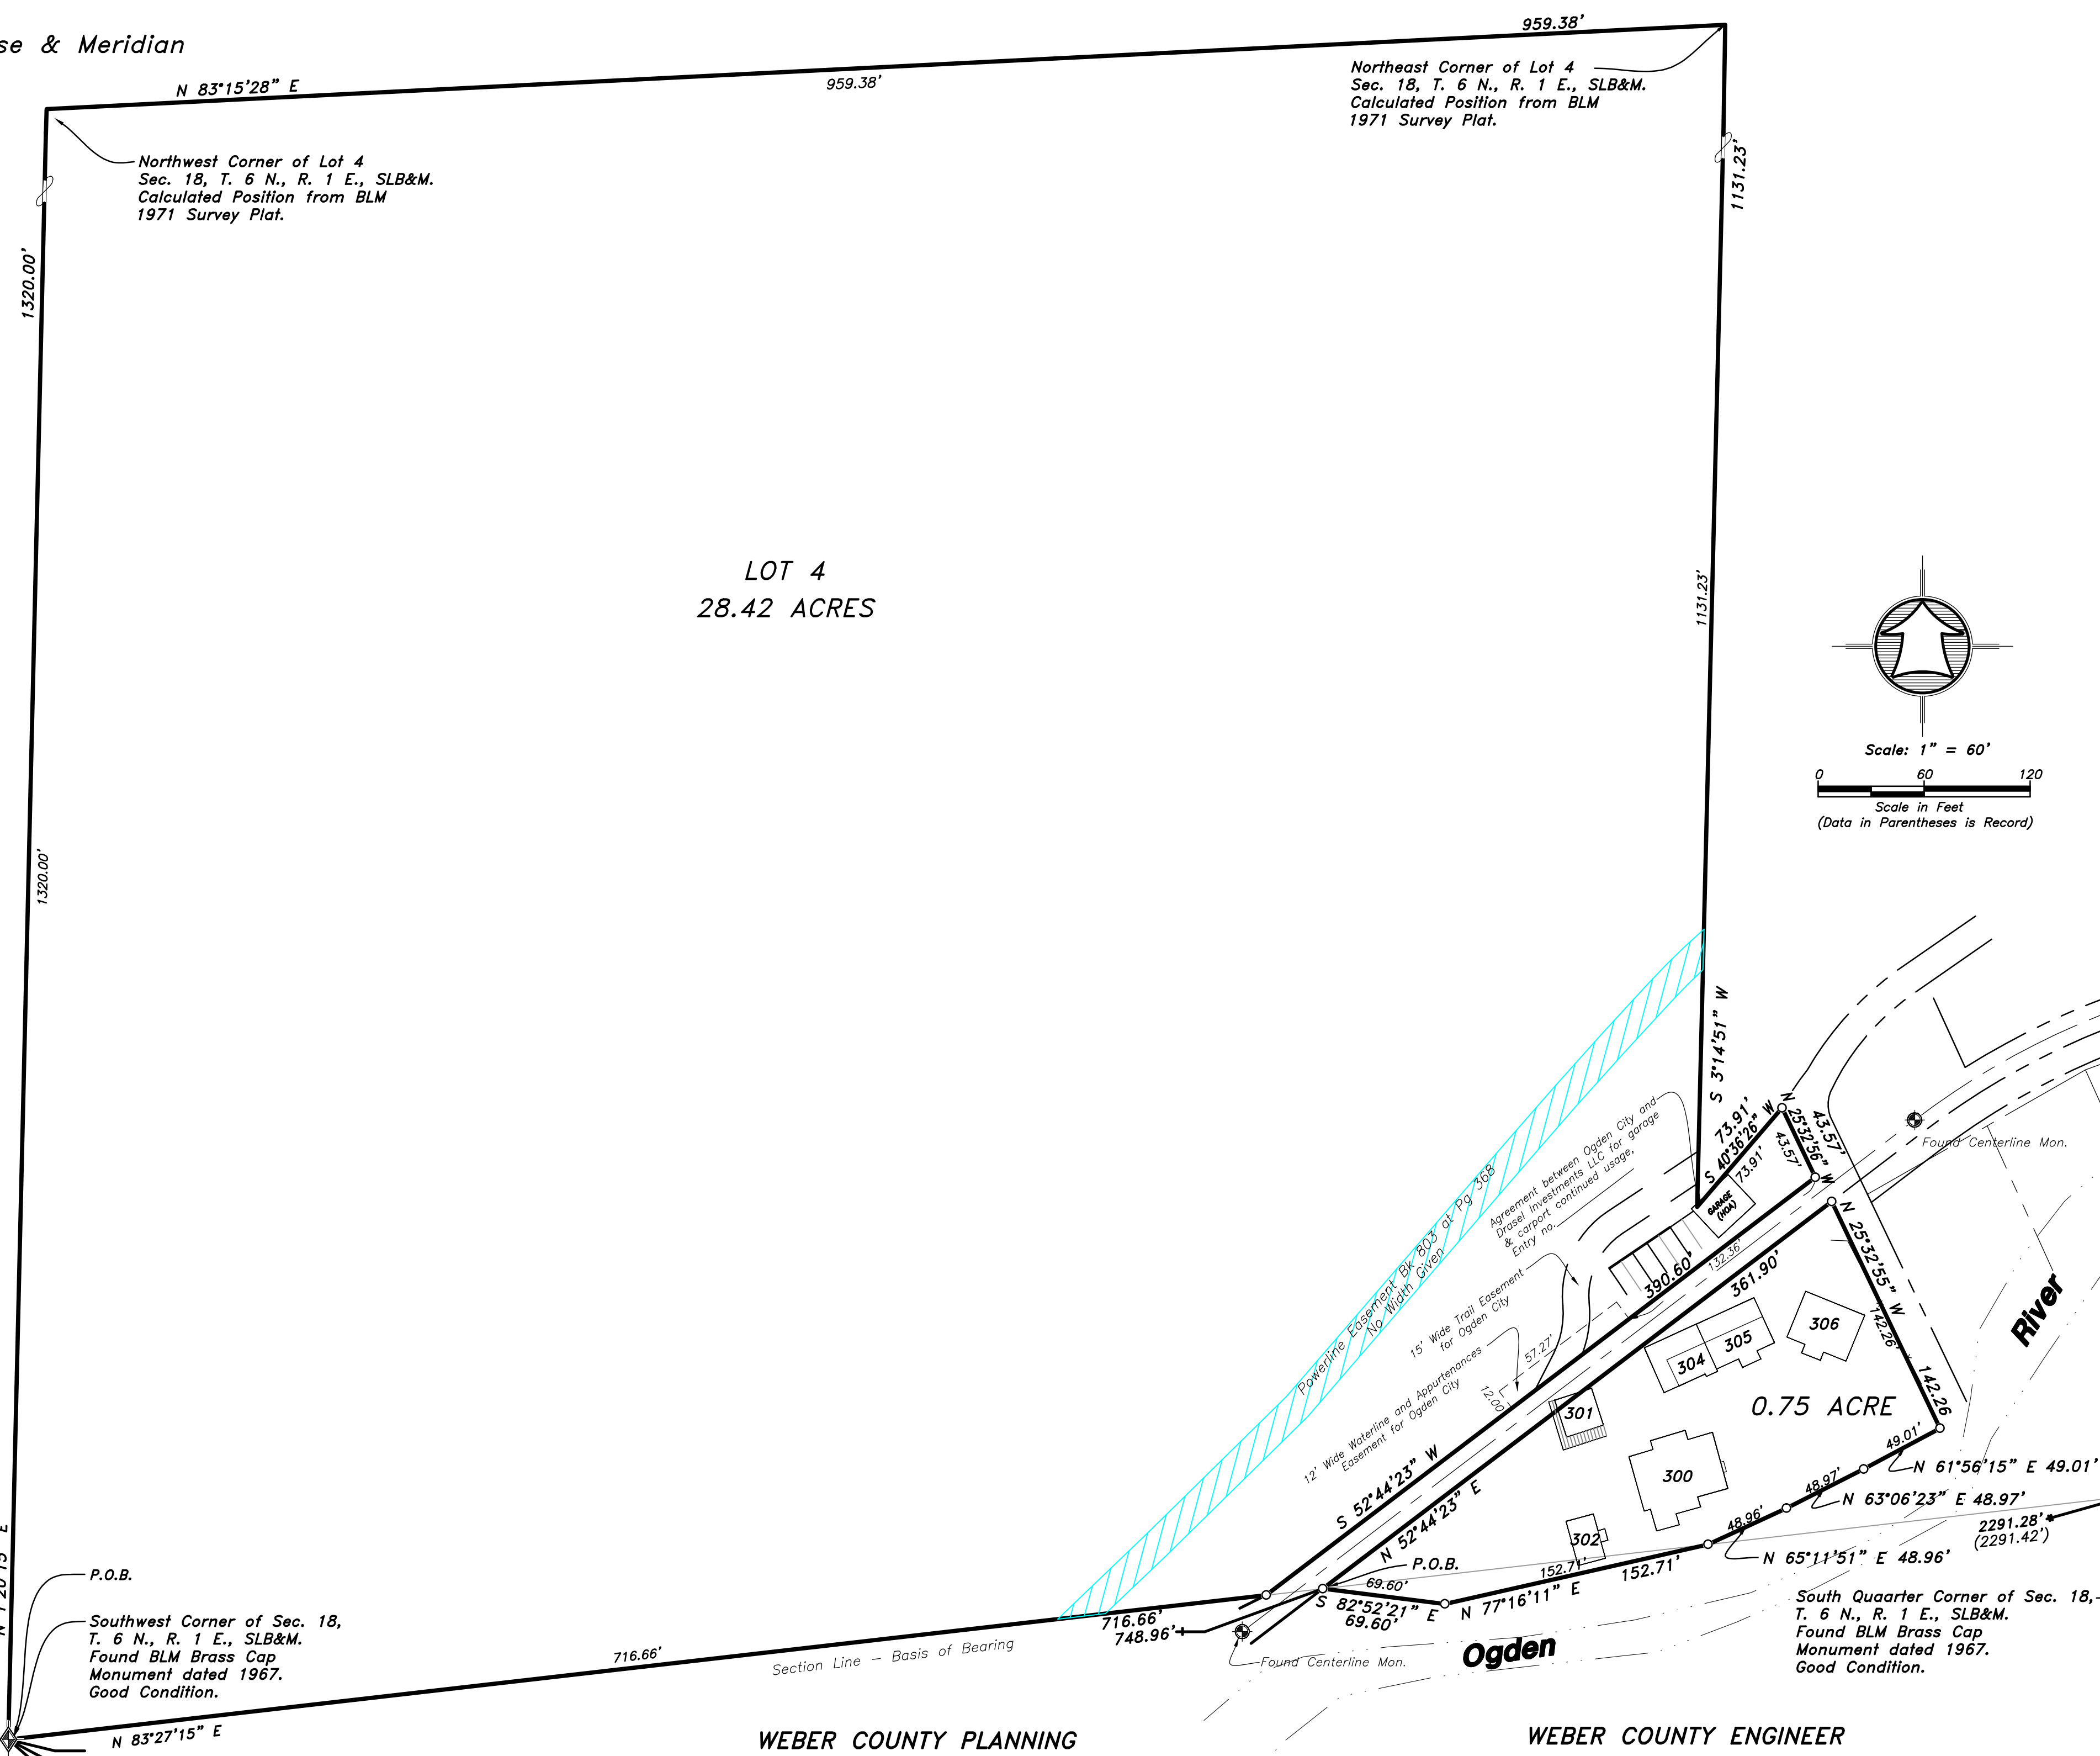 se & Meridian
N 83°15'28" E
959.38'
959.38'
Northeast Corner of Lot 4
Sec. 18, T. 6 N., R. 1 E., SLB&M.
Calculated Position from BLM
1971 Survey Plat.
Northwest Corner of Lot 4
Sec. 18, T. 6 N., R. 1 E., SLB&M.
Calculated Position from BLM
1971 Survey Plat.
1131.23'
1320.00'
LOT 4
28.42 ACRES
1131.23'
Scale: 1" = 60'
0 60 120
Scale in Feet
(Data in Parentheses is Record)
1320.00'
S 3°14'51" W
73.91'
S 40°36'26" W
73.91'
N 25°32'56" W
43.57'
43.57'
Found Centerline Mon.
GARAGE
(HOA)
Agreement between Ogden City and
Drasel Investments LLC for garage
& carport continued usage,
Entry no.
Powerline Easement Bk 803 at Pg 368
No Width Given
15' Wide Trail Easement
for Ogden City
12' Wide Waterline and Appurtenances
Easement for Ogden City
57.27'
12.00
132.36'
390.60'
361.90'
N 25°32'55" W
142.26'
142.26
River
306
305
304
301
300
302
0.75 ACRE
S 52°44'23" W
N 52°44'23" E
49.01'
N 61°56'15" E 49.01'
48.97'
N 63°06'23" E 48.97'
48.96'
N 65°11'51" E 48.96'
2291.28'
(2291.42')
P.O.B.
69.60'
S 82°52'21" E
69.60'
152.71'
N 77°16'11" E
152.71'
South Quaarter Corner of Sec. 18,
T. 6 N., R. 1 E., SLB&M.
Found BLM Brass Cap
Monument dated 1967.
Good Condition.
Ogden
Found Centerline Mon.
716.66'
748.96'
716.66'
Section Line - Basis of Bearing
P.O.B.
Southwest Corner of Sec. 18,
T. 6 N., R. 1 E., SLB&M.
Found BLM Brass Cap
Monument dated 1967.
Good Condition.
N 83°27'15" E
WEBER COUNTY PLANNING
WEBER COUNTY ENGINEER